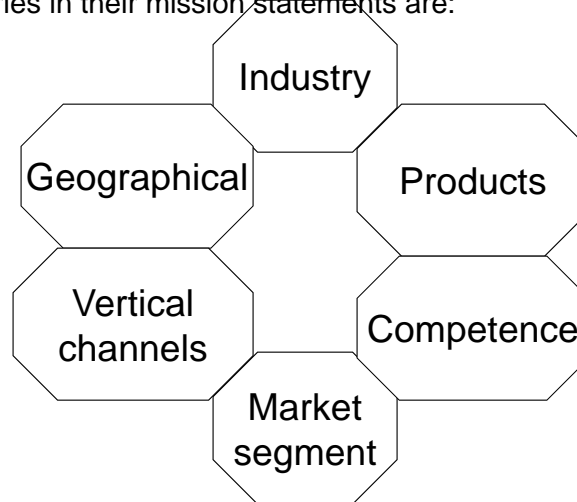 in their mission statements are:
Industry
Geographical
Products
Vertical
channels
Competence
Market
segment